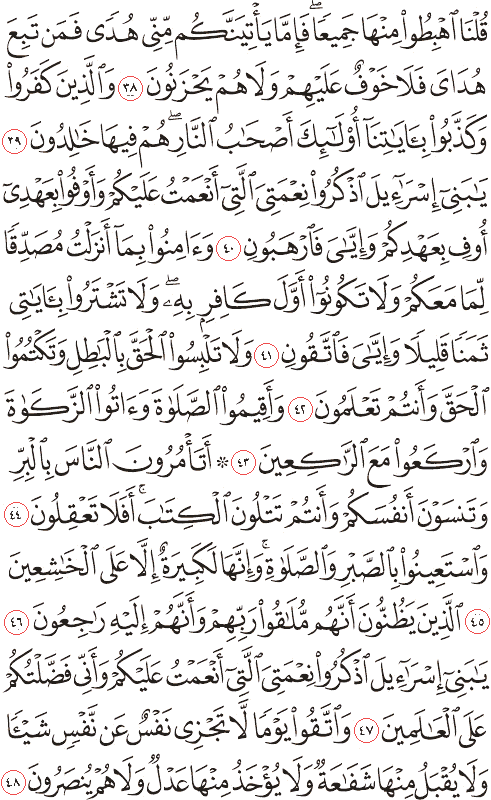 قُلْنَا ٱهْبِطُوا۟ مِنْهَا جَمِيعًۭا ۖ فَإِمَّا يَأْتِيَنَّكُم مِّنِّى هُدًۭى فَمَن تَبِعَ
هُدَاىَ فَلَا خَوْفٌ عَلَيْهِمْ وَلَا هُمْ يَحْزَنُونَ ٣٨ وَٱلَّذِينَ كَفَرُوا۟
وَكَذَّبُوا۟ بِـَٔايَـٰتِنَآ أُو۟لَـٰٓئِكَ أَصْحَـٰبُ ٱلنَّارِ ۖ هُمْ فِيهَا خَـٰلِدُونَ ٣٩
يَـٰبَنِىٓ إِسْرَٰٓءِيلَ ٱذْكُرُوا۟ نِعْمَتِىَ ٱلَّتِىٓ أَنْعَمْتُ عَلَيْكُمْ وَأَوْفُوا۟ بِعَهْدِىٓ
أُوفِ بِعَهْدِكُمْ وَإِيَّـٰىَ فَٱرْهَبُونِ ٤٠ وَءَامِنُوا۟ بِمَآ أَنزَلْتُ مُصَدِّقًۭا
لِّمَا مَعَكُمْ وَلَا تَكُونُوٓا۟ أَوَّلَ كَافِرٍۭ بِهِۦ ۖ وَلَا تَشْتَرُوا۟ بِـَٔايَـٰتِى
ثَمَنًۭا قَلِيلًۭا وَإِيَّـٰىَ فَٱتَّقُونِ ٤١ وَلَا تَلْبِسُوا۟ ٱلْحَقَّ بِٱلْبَـٰطِلِ وَتَكْتُمُوا۟
ٱلْحَقَّ وَأَنتُمْ تَعْلَمُونَ ٤٢ وَأَقِيمُوا۟ ٱلصَّلَوٰةَ وَءَاتُوا۟ ٱلزَّكَوٰةَ
وَٱرْكَعُوا۟ مَعَ ٱلرَّٰكِعِينَ ٤٣ ۞ أَتَأْمُرُونَ ٱلنَّاسَ بِٱلْبِرِّ
وَتَنسَوْنَ أَنفُسَكُمْ وَأَنتُمْ تَتْلُونَ ٱلْكِتَـٰبَ ۚ أَفَلَا تَعْقِلُونَ ٤٤
وَٱسْتَعِينُوا۟ بِٱلصَّبْرِ وَٱلصَّلَوٰةِ ۚ وَإِنَّهَا لَكَبِيرَةٌ إِلَّا عَلَى ٱلْخَـٰشِعِينَ
٤٥ ٱلَّذِينَ يَظُنُّونَ أَنَّهُم مُّلَـٰقُوا۟ رَبِّهِمْ وَأَنَّهُمْ إِلَيْهِ رَٰجِعُونَ ٤٦
يَـٰبَنِىٓ إِسْرَٰٓءِيلَ ٱذْكُرُوا۟ نِعْمَتِىَ ٱلَّتِىٓ أَنْعَمْتُ عَلَيْكُمْ وَأَنِّى فَضَّلْتُكُمْ
عَلَى ٱلْعَـٰلَمِينَ ٤٧ وَٱتَّقُوا۟ يَوْمًۭا لَّا تَجْزِى نَفْسٌ عَن نَّفْسٍۢ شَيْـًۭٔا
وَلَا يُقْبَلُ مِنْهَا شَفَـٰعَةٌۭ وَلَا يُؤْخَذُ مِنْهَا عَدْلٌۭ وَلَا هُمْ يُنصَرُونَ ٤٨